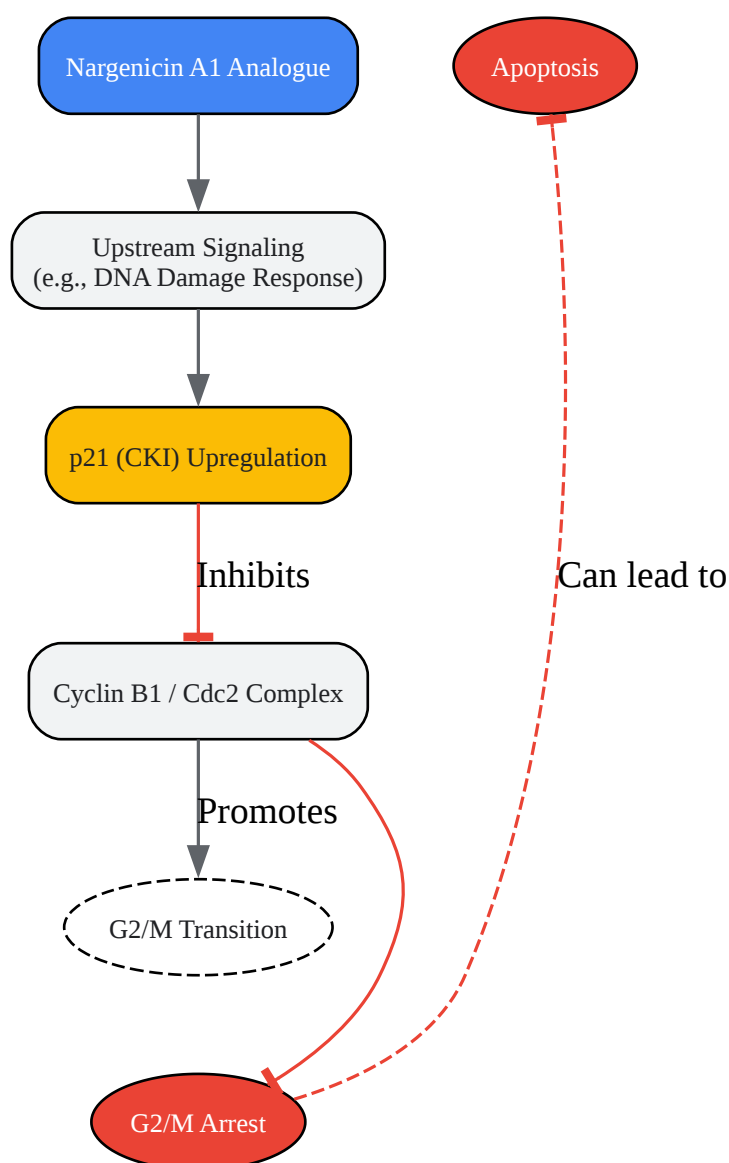 Nargenicin A1 Analogue
Apoptosis
Upstream Signaling
(e.g., DNA Damage Response)
p21 (CKI) Upregulation
Inhibits
Can lead to
Cyclin B1 / Cdc2 Complex
Promotes
G2/M Transition
G2/M Arrest